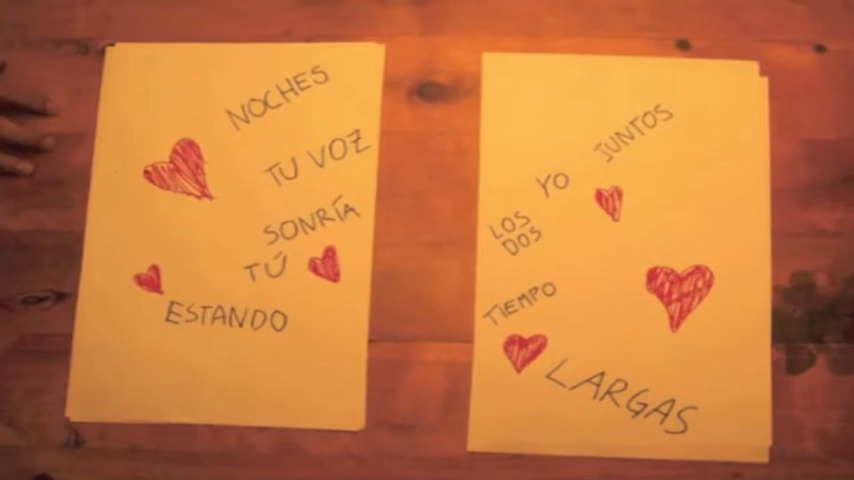 NOCHES
TU VOZ
SONRÍA
TÚ
ESTANDO
JUNTOS
YO
LOS
DOS
TIEMPO
LARGAS